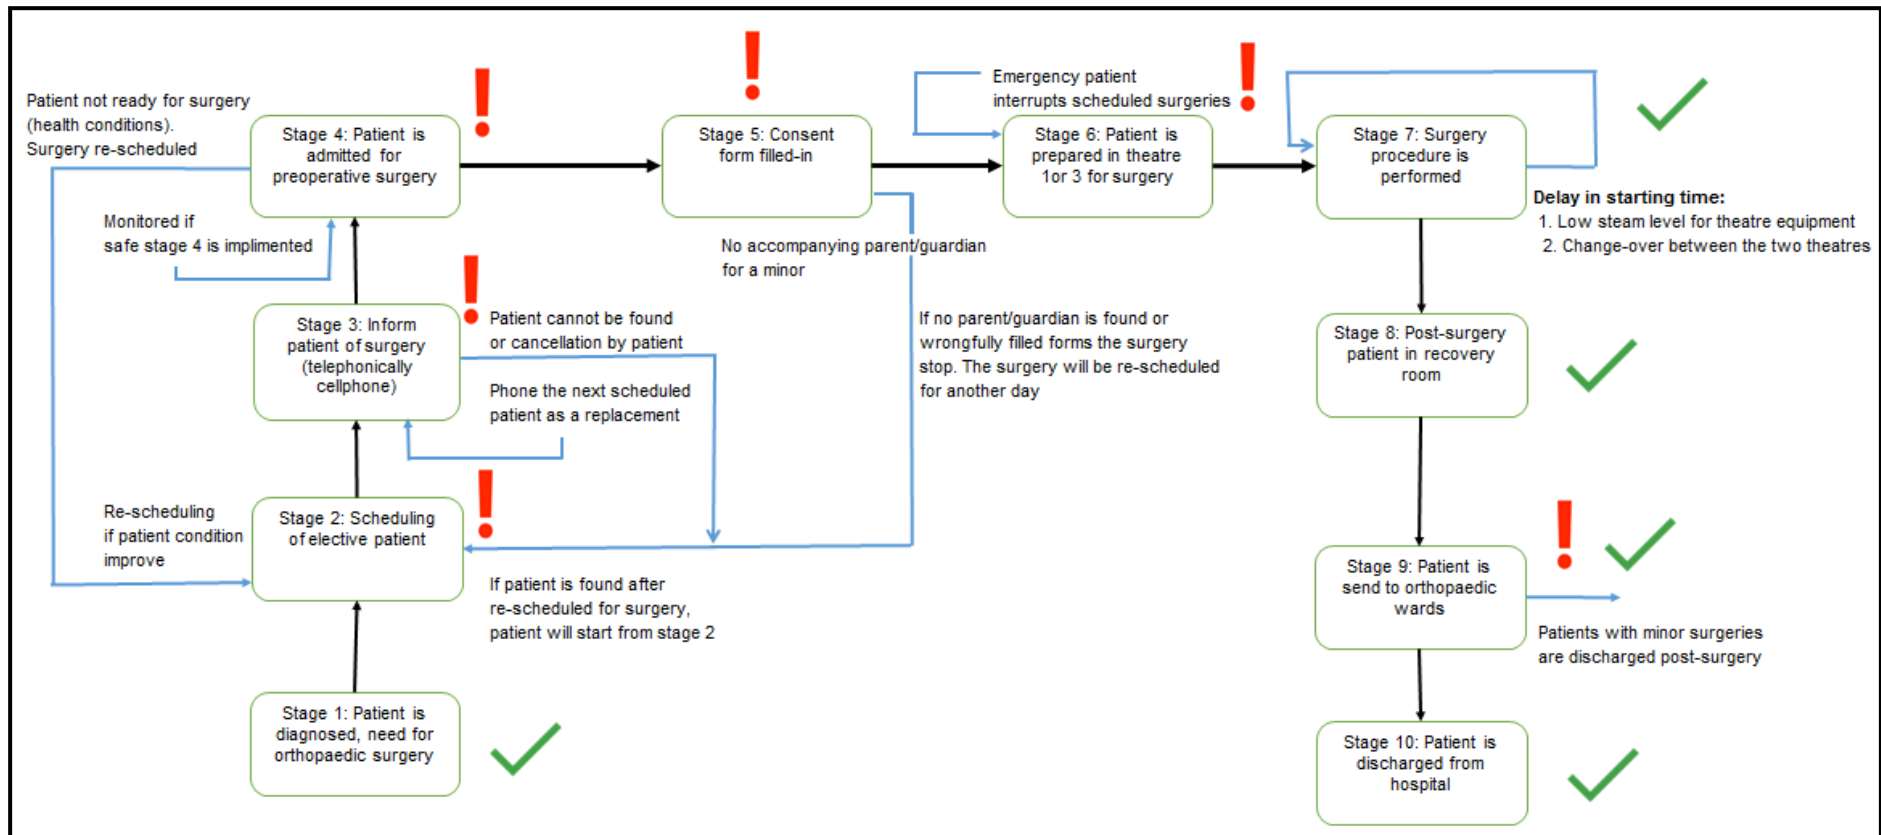 Patient not ready for surgery
(health conditions).
Surgery re-scheduled
Stage 4: Patient is
admitted for
preoperative surgery
Stage 5: Consent
form filled-in
Emergency patient
interrupts scheduled surgeries
Stage 6: Patient is
prepared in theatre
1or 3 for surgery
Stage 7: Surgery
procedure is
performed
Delay in starting time:
1. Low steam level for theatre equipment
2. Change-over between the two theatres
Monitored if
safe stage 4 is implimented
No accompanying parent/guardian
for a minor
Stage 3: Inform
patient of surgery
(telephonically
cellphone)
Patient cannot be found
or cancellation by patient
Phone the next scheduled
patient as a replacement
If no parent/guardian is found or
wrongfully filled forms the surgery
stop. The surgery will be re-scheduled
for another day
Stage 8: Post-surgery
patient in recovery
room
Re-scheduling
if patient condition
improve
Stage 2: Scheduling
of elective patient
If patient is found after
re-scheduled for surgery,
patient will start from stage 2
Stage 9: Patient is
send to orthopaedic
wards
Patients with minor surgeries
are discharged post-surgery
Stage 1: Patient is
diagnosed, need for
orthopaedic surgery
Stage 10: Patient is
discharged from
hospital